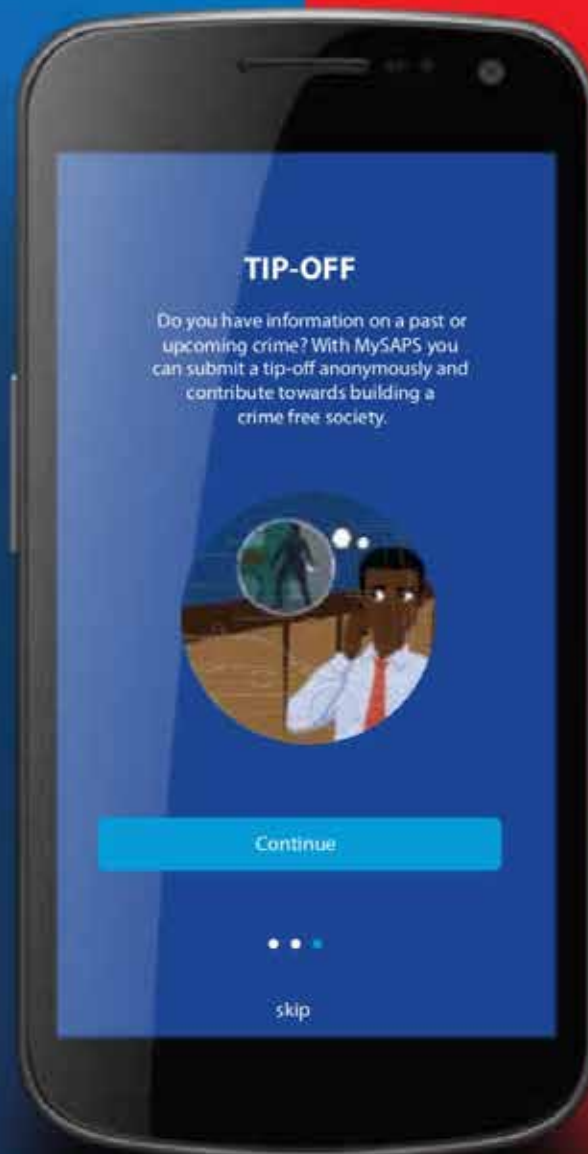 TIP-OFF
Do you have information on a past or
upcoming crime? With MySAPS you
can submit a tip-off anonymously and
contribute towards building a
crime free society.
Continue
skip